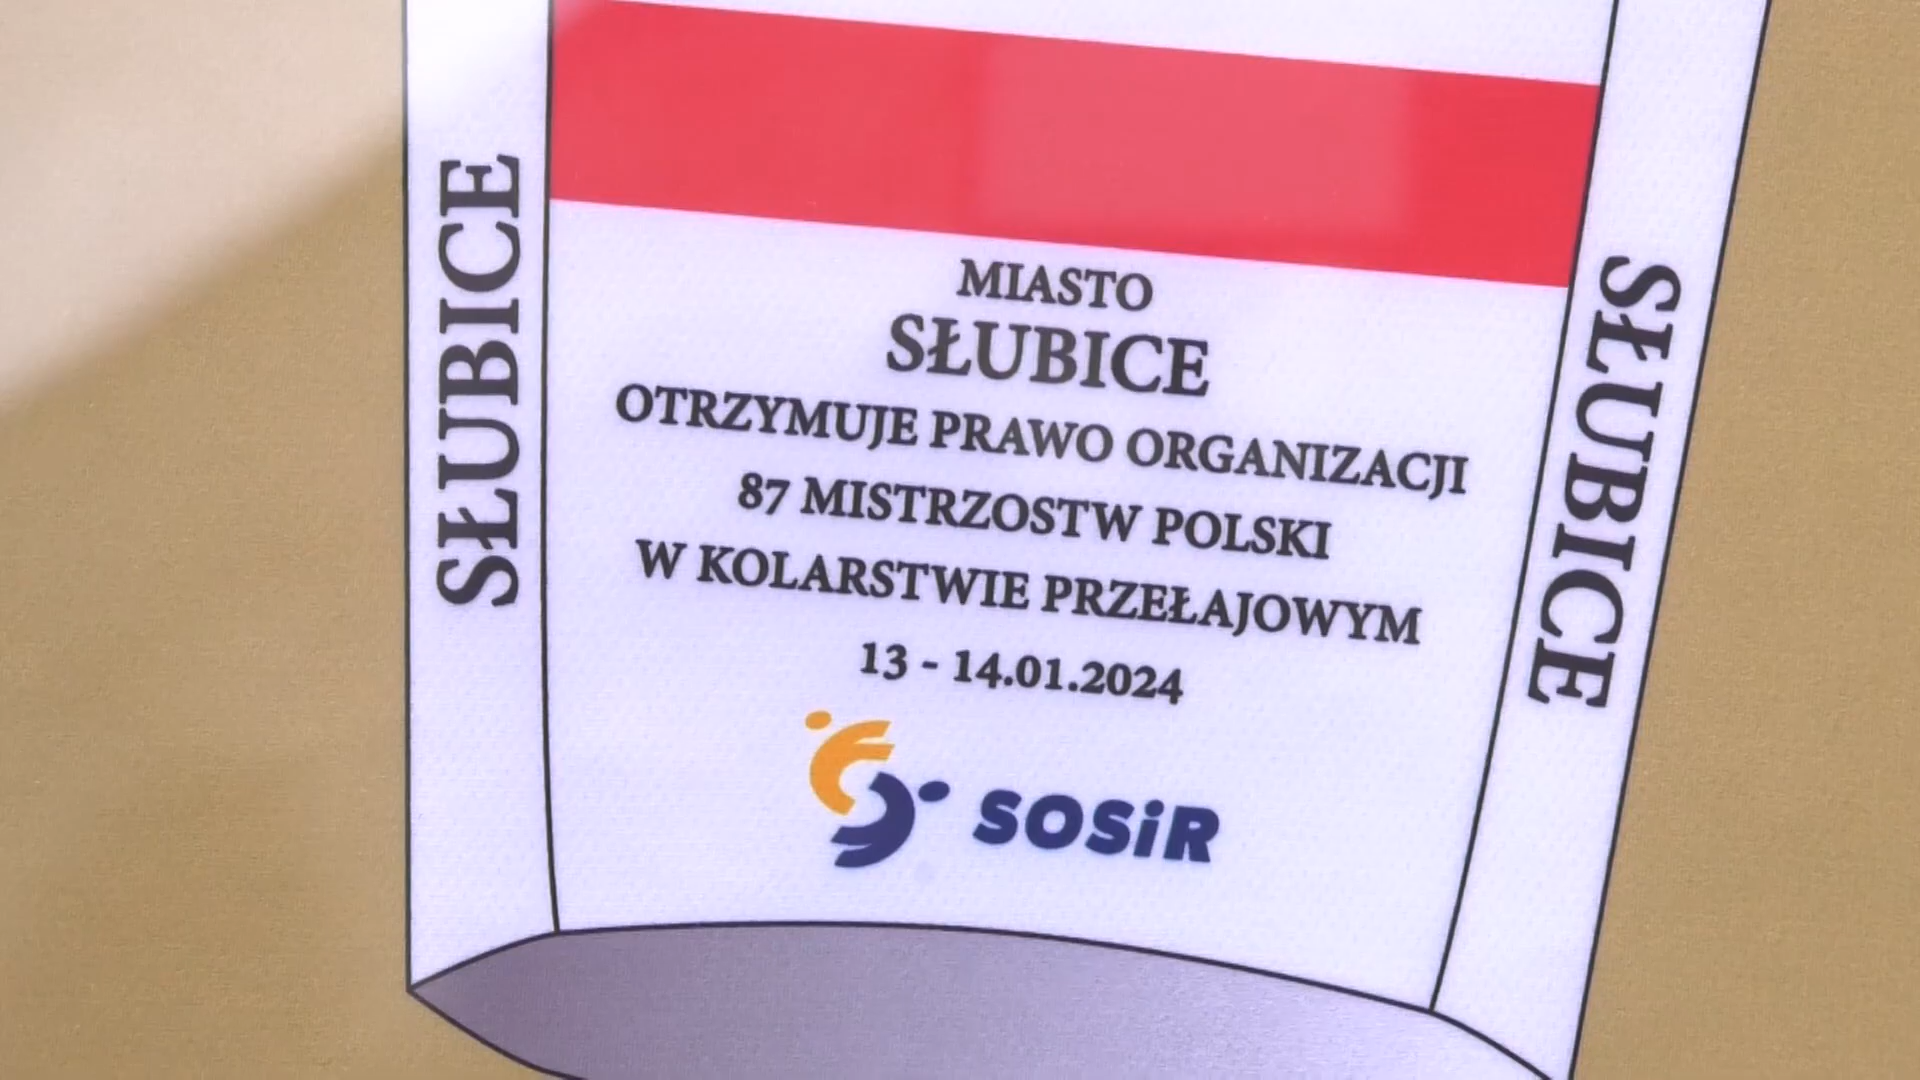 SŁUBICE
MIASTO
SŁUBICE
OTRZYMUJE PRAWO ORGANIZACJI
87 MISTRZOSTW POLSKI
W KOLARSTWIE PRZEŁAJOWYM
13 - 14.01.2024
SOSiR
SŁUBICE